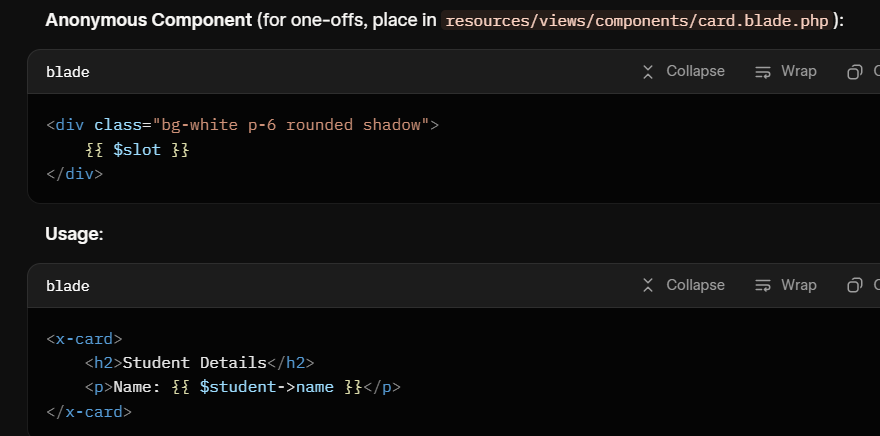 Anonymous Component (for one-offs, place in resources/views/components/card.blade.php):
blade Collapse Wrap
<div class="bg-white p-6 rounded shadow">
    {{ $slot }}
</div>
Usage:
blade Collapse Wrap
<x-card>
    <h2>Student Details</h2>
    <p>Name: {{ $student->name }}</p>
</x-card>